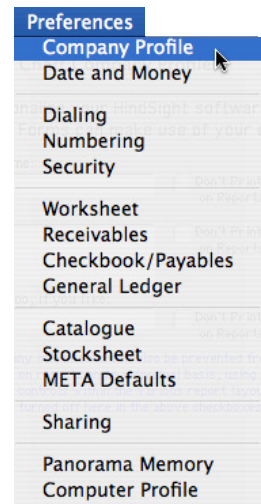 Preferences
Company Profile
Date and Money
Dialing
Numbering
Security
Worksheet
Receivables
Checkbook/Payables
General Ledger
Catalogue
Stocksheet
META Defaults
Sharing
Panorama Memory
Computer Profile